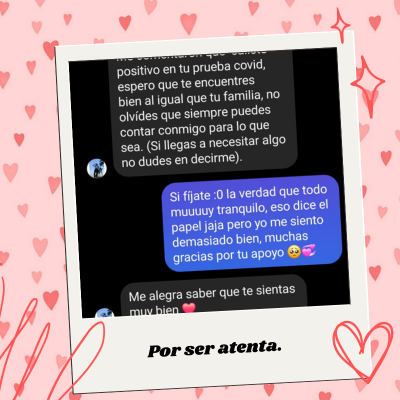 positivo en tu prueba covid,
espero que te encuentres
bien al igual que tu familia, no
olvídes que siempre puedes
contar conmigo para lo que
sea. (Si llegas a necesitar algo
no dudes en decirme).
Si fíjate :0 la verdad que todo
muuuuy tranquilo, eso dice el
papel jaja pero yo me siento
demasiado bien, muchas
gracias por tu apoyo 🥺💞
Me alegra saber que te sientas
muy bien ❤️
Por ser atenta.